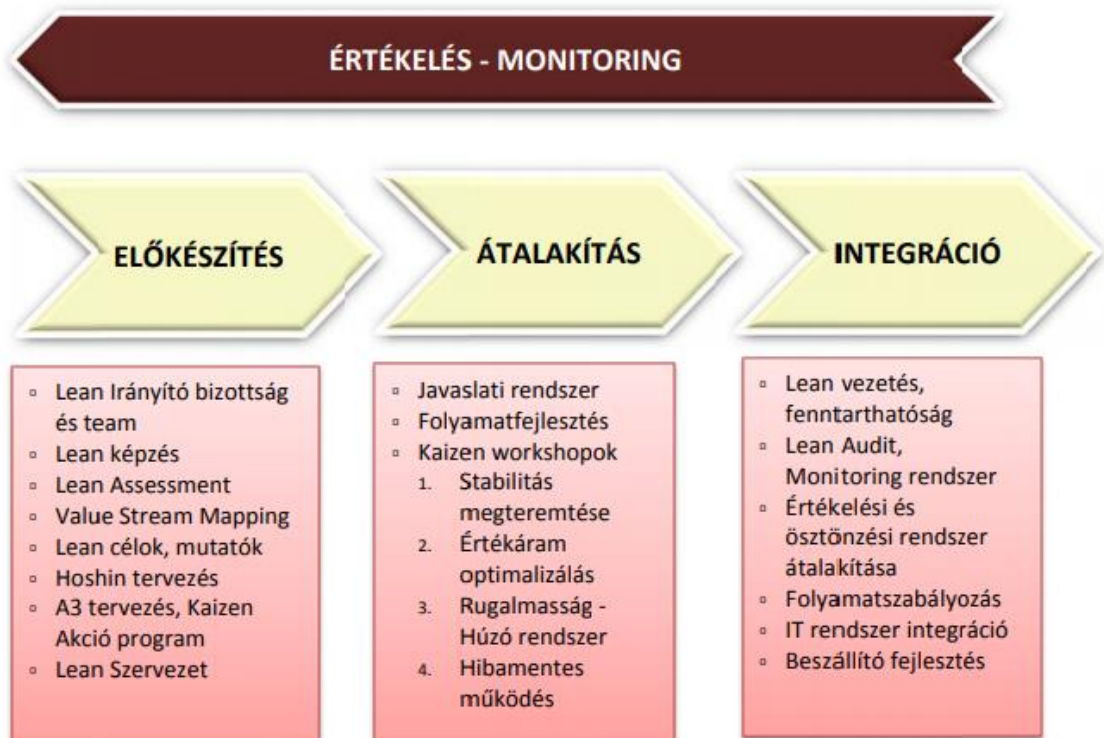 ÉRTÉKELÉS - MONITORING
ELŐKÉSZÍTÉS
ÁTALAKÍTÁS
INTEGRÁCIÓ
▫ Lean Irányító bizottság
és team
▫ Lean képzés
▫ Lean Assessment
▫ Value Stream Mapping
▫ Lean célok, mutatók
▫ Hoshin tervezés
▫ A3 tervezés, Kaizen
Akció program
▫ Lean Szervezet
▫ Javaslati rendszer
▫ Folyamatfejlesztés
▫ Kaizen workshopok
1. Stabilitás
megteremtése
2. Értékáram
optimalizálás
3. Rugalmasság -
Húzó rendszer
4. Hibamentes
működés
▫ Lean vezetés,
fenntarthatóság
▫ Lean Audit,
Monitoring rendszer
▫ Értékelési és
ösztönzési rendszer
átalakítása
▫ Folyamatszabályozás
▫ IT rendszer integráció
▫ Beszállító fejlesztés